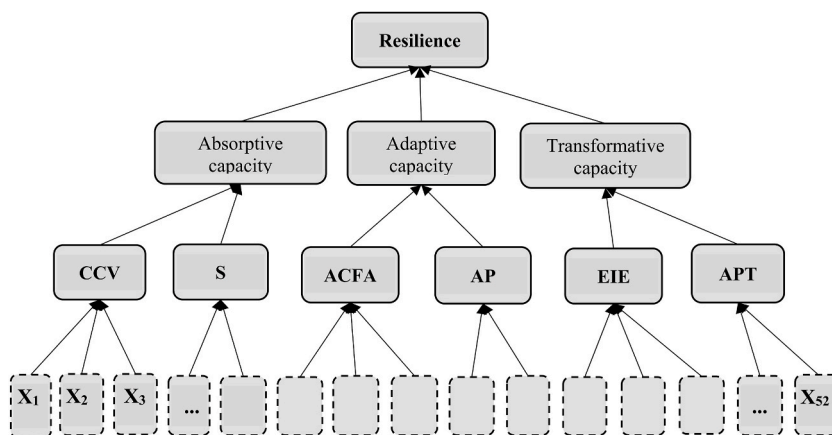 Resilience
Absorptive
capacity
Adaptive
capacity
Transformative
capacity
CCV
S
ACFA
AP
EIE
APT
X1
X2
X3
...
...
X52